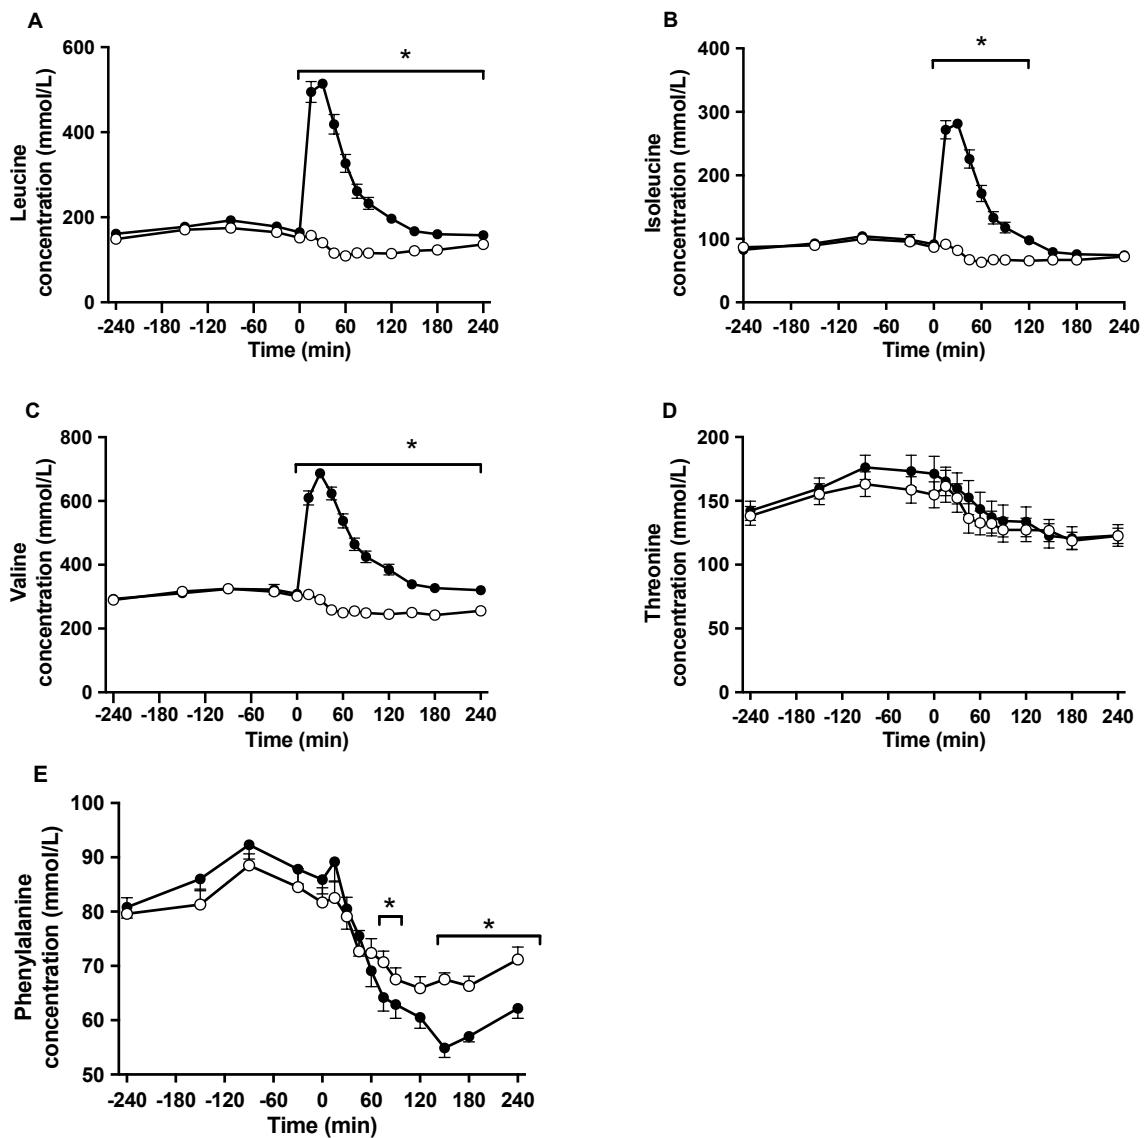 A
600
400
200
0
Leucine
concentration (mmol/L)
*
-240 -180 -120 -60 0 60 120 180 240
Time (min)
B
400
300
200
100
0
Isoleucine
concentration (mmol/L)
*
-240 -180 -120 -60 0 60 120 180 240
Time (min)
C
800
600
400
200
0
Valine
concentration (mmol/L)
*
-240 -180 -120 -60 0 60 120 180 240
Time (min)
D
200
150
100
50
0
Threonine
concentration (mmol/L)
-240 -180 -120 -60 0 60 120 180 240
Time (min)
E
100
90
80
70
60
50
Phenylalanine
concentration (mmol/L)
*
*
-240 -180 -120 -60 0 60 120 180 240
Time (min)